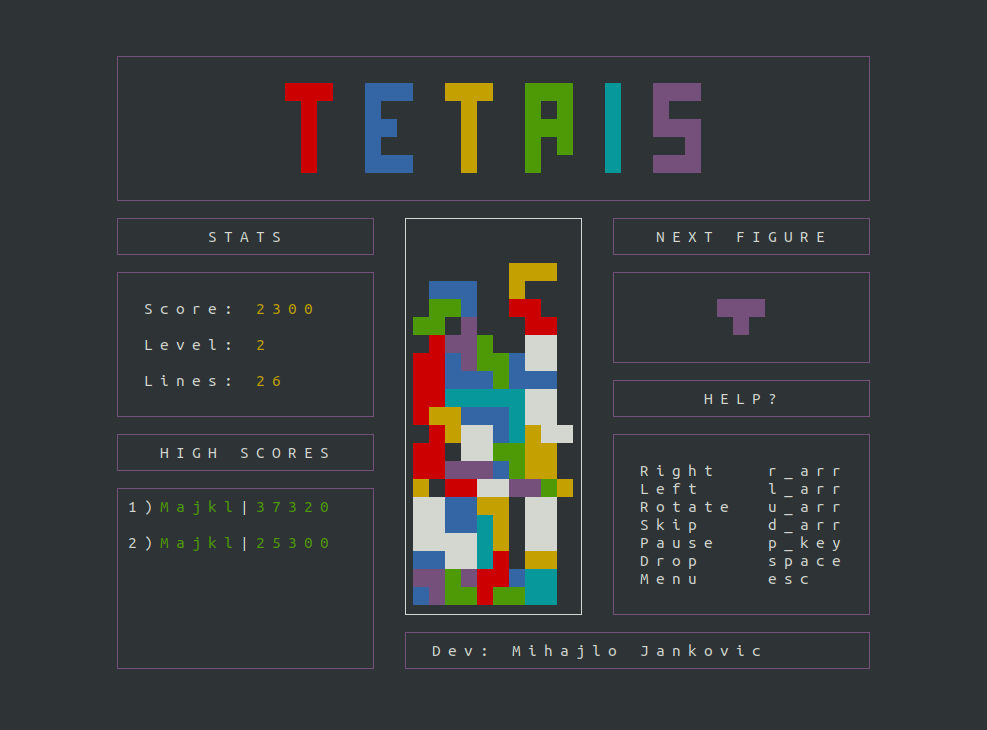 TETRIS
STATS
Score: 2300
Level: 2
Lines: 26
HIGH SCORES
1)Majkl|37320
2)Majkl|25300
NEXT FIGURE
HELP?
Right r_arr
Left l_arr
Rotate u_arr
Skip d_arr
Pause p_key
Drop space
Menu esc
Dev: Mihajlo Jankovic